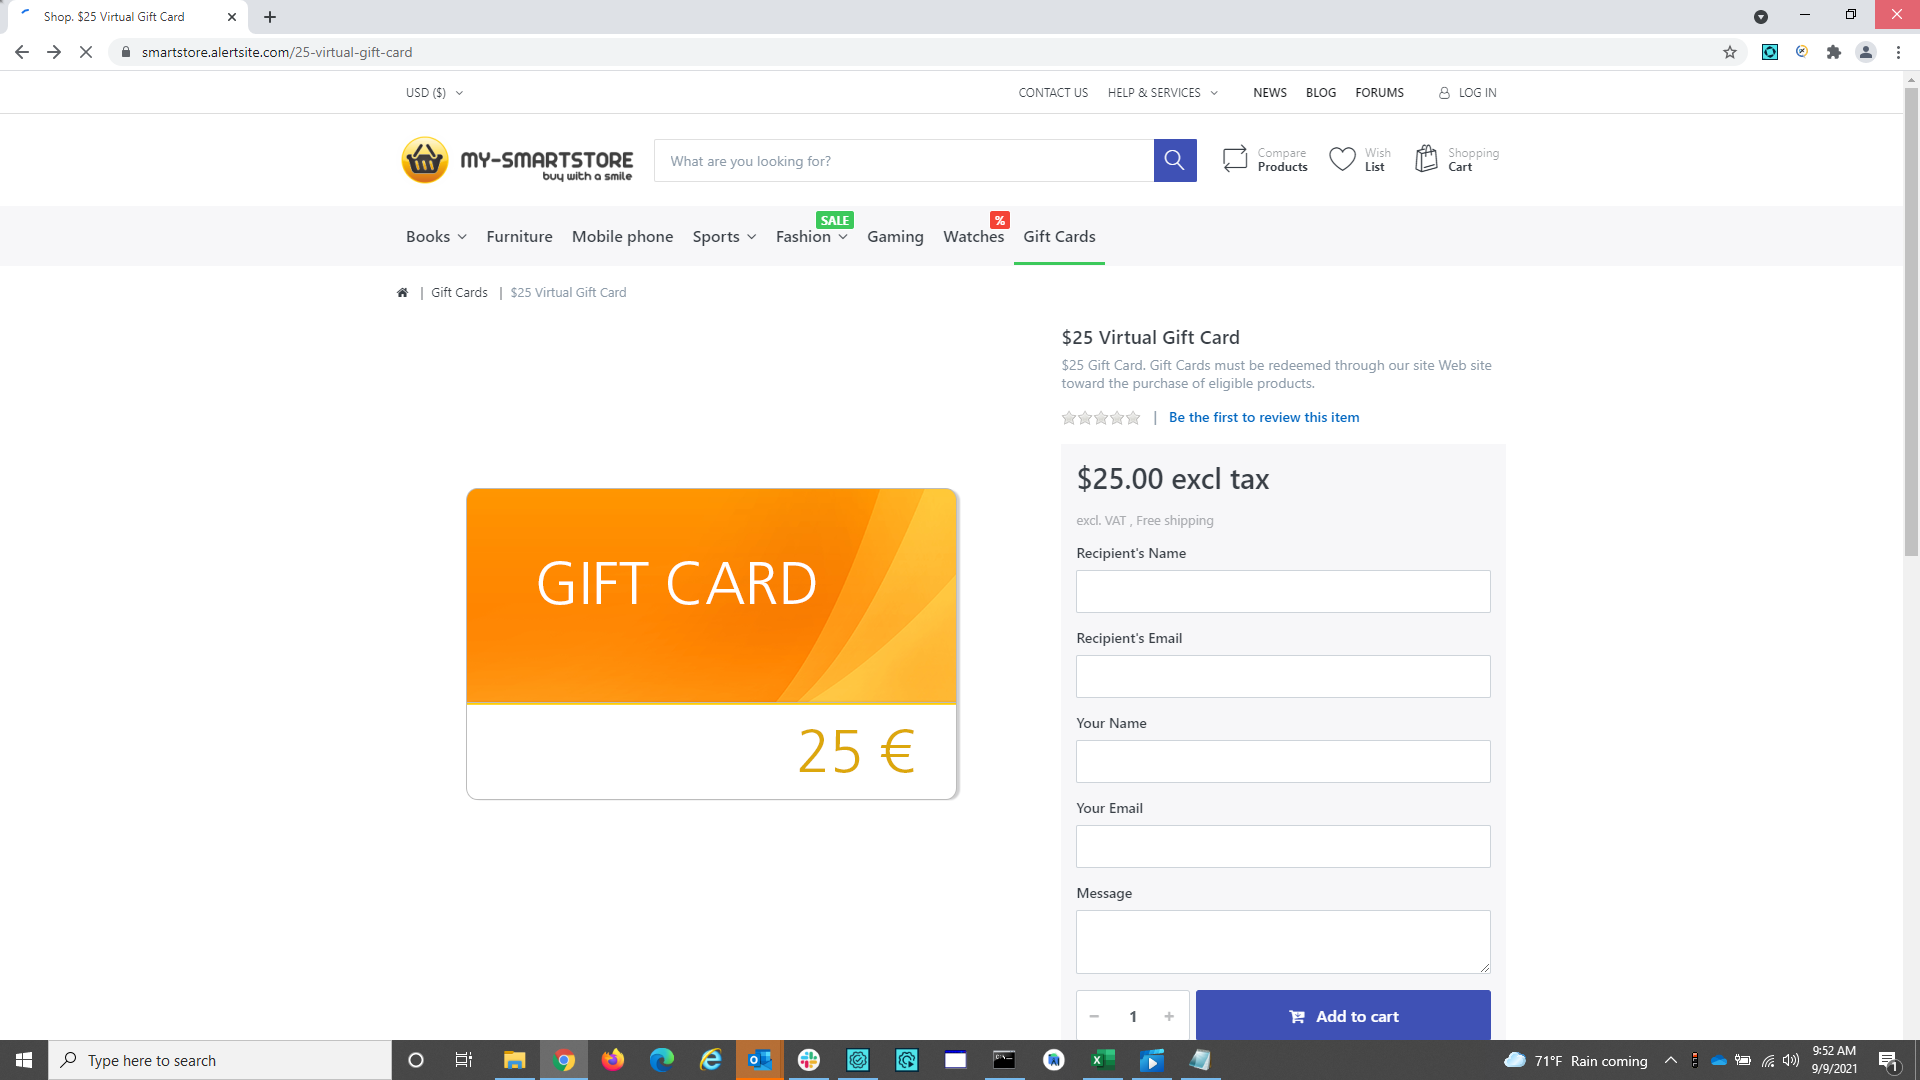 Shop. $25 Virtual Gift Card
smartstore.alertsite.com/25-virtual-gift-card
USD ($)
CONTACT US
HELP & SERVICES
NEWS
BLOG
FORUMS
LOG IN
MY-SMARTSTORE
buy with a smile
What are you looking for?
Compare
Products
Wish
List
Shopping
Cart
SALE
%
Books
Furniture
Mobile phone
Sports
Fashion
Gaming
Watches
Gift Cards
| Gift Cards | $25 Virtual Gift Card
$25 Virtual Gift Card
$25 Gift Card. Gift Cards must be redeemed through our site Web site
toward the purchase of eligible products.
| Be the first to review this item
$25.00 excl tax
excl. VAT , Free shipping
Recipient's Name
Recipient's Email
Your Name
Your Email
Message
− 1 +
Add to cart
GIFT CARD
25 €
Type here to search
71°F Rain coming
9:52 AM
9/9/2021
1